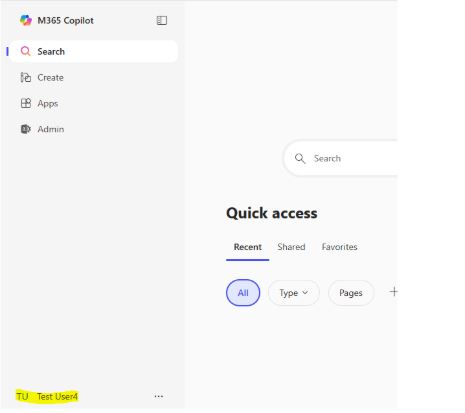 M365 Copilot
Search
Create
Apps
Admin
Search
Quick access
Recent Shared Favorites
All Type Pages
TU Test User4